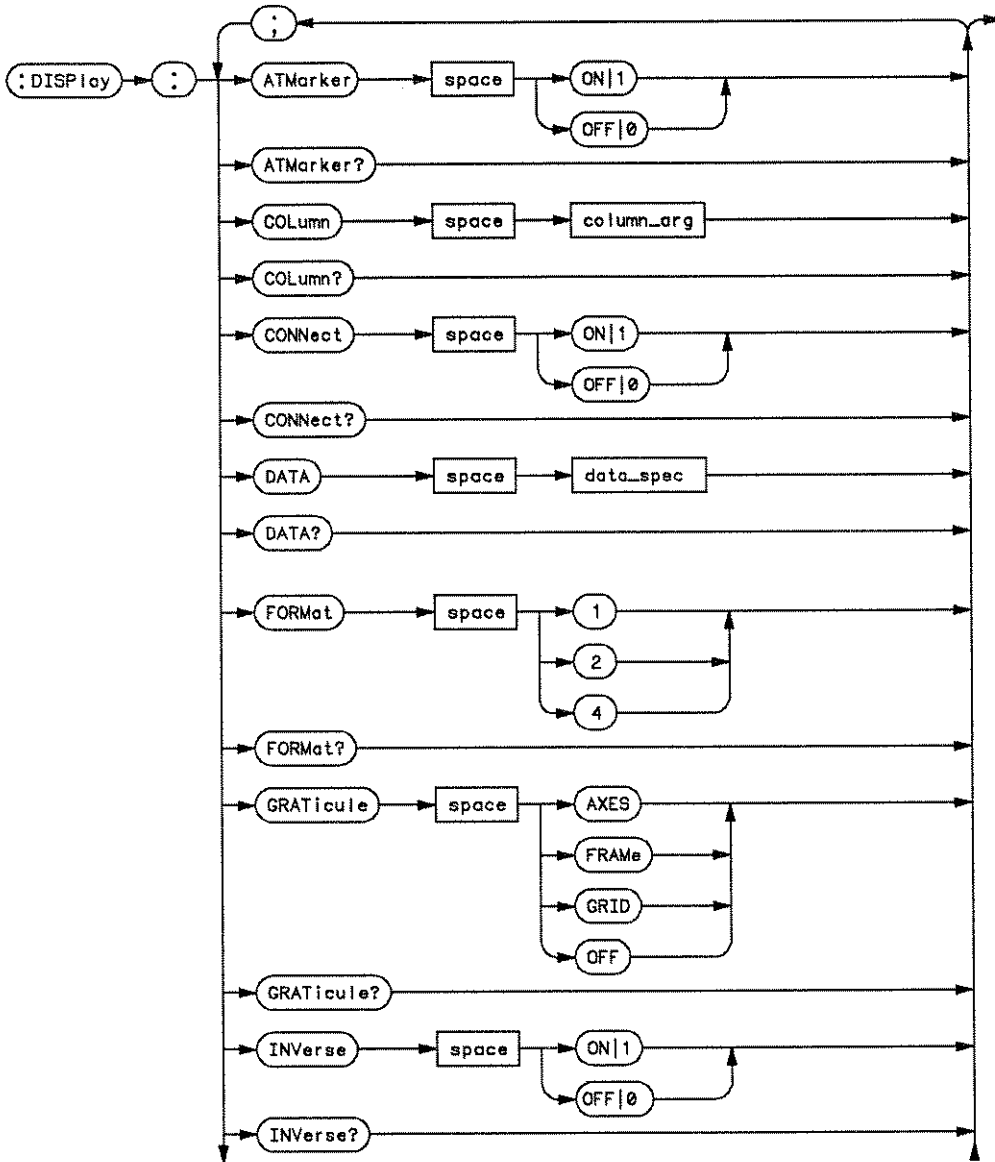 ;
:DISPlay : ATMarker space ON|1
OFF|0
ATMarker?
COLumn space column_arg
COLumn?
CONNect space ON|1
OFF|0
CONNect?
DATA space data_spec
DATA?
FORMat space 1
2
4
FORMat?
GRATicule space AXES
FRAMe
GRID
OFF
GRATicule?
INVerse space ON|1
OFF|0
INVerse?